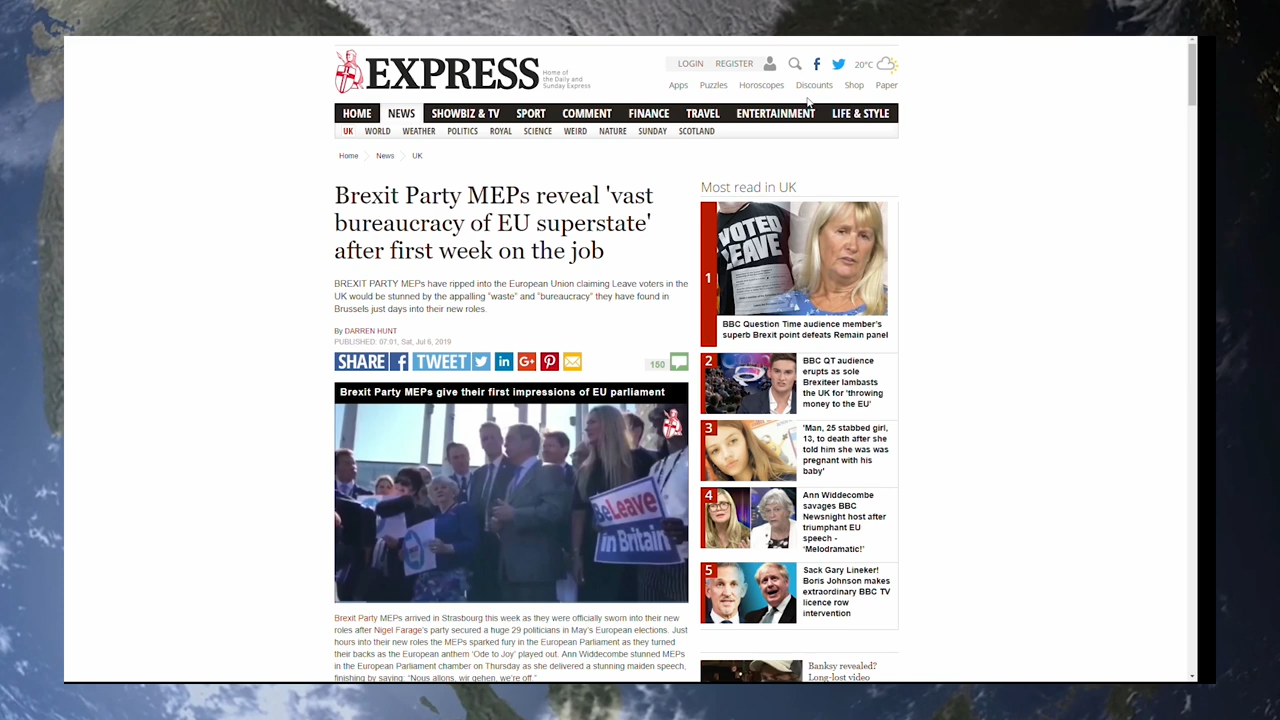 EXPRESS
Home of
the Daily and
Sunday Express
LOGIN REGISTER
20°C
Apps Puzzles Horoscopes Discounts Shop Paper
HOME NEWS SHOWBIZ & TV SPORT COMMENT FINANCE TRAVEL ENTERTAINMENT LIFE & STYLE
UK WORLD WEATHER POLITICS ROYAL SCIENCE WEIRD NATURE SUNDAY SCOTLAND
Home News UK
Brexit Party MEPs reveal 'vast
bureaucracy of EU superstate'
after first week on the job
BREXIT PARTY MEPs have ripped into the European Union claiming Leave voters in the
UK would be stunned by the appalling "waste" and "bureaucracy" they have found in
Brussels just days into their new roles.
By DARREN HUNT
PUBLISHED: 07:01, Sat, Jul 6, 2019
SHARE f TWEET in G+ 150
Brexit Party MEPs give their first impressions of EU parliament
BeLeave
in Britain
Brexit Party MEPs arrived in Strasbourg this week as they were officially sworn into their new
roles after Nigel Farage's party secured a huge 29 politicians in May's European elections. Just
hours into their new roles the MEPs sparked fury in the European Parliament as they turned
their backs as the European anthem 'Ode to Joy' played out. Ann Widdecombe stunned MEPs
in the European Parliament chamber on Thursday as she delivered a stunning maiden speech,
finishing by saying: "Nous allons, wir gehen, we're off."
Most read in UK
VOTED
LEAVE
1
BBC Question Time audience member's
superb Brexit point defeats Remain panel
2
BBC QT audience
erupts as sole
Brexiteer lambasts
the UK for 'throwing
money to the EU'
3
'Man, 25 stabbed girl,
13, to death after she
told him she was was
pregnant with his
baby'
4
Ann Widdecombe
savages BBC
Newsnight host after
triumphant EU
speech -
'Melodramatic!'
5
Sack Gary Lineker!
Boris Johnson makes
extraordinary BBC TV
licence row
intervention
Banksy revealed?
Long-lost video